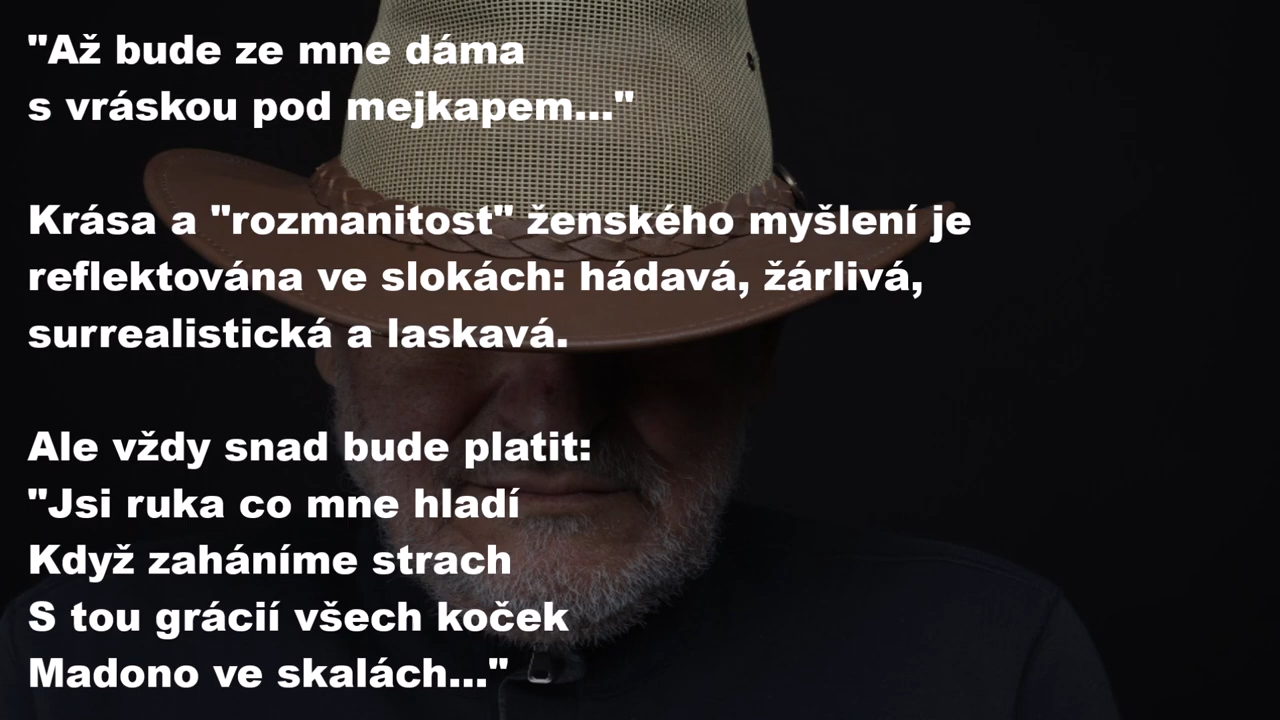 "Až bude ze mne dáma
s vráskou pod mejkapem..."
Krása a "rozmanitost" ženského myšlení je
reflektována ve slokách: hádavá, žárlivá,
surrealistická a laskavá.
Ale vždy snad bude platit:
"Jsi ruka co mne hladí
Když zaháníme strach
S tou grácií všech koček
Madono ve skalách..."